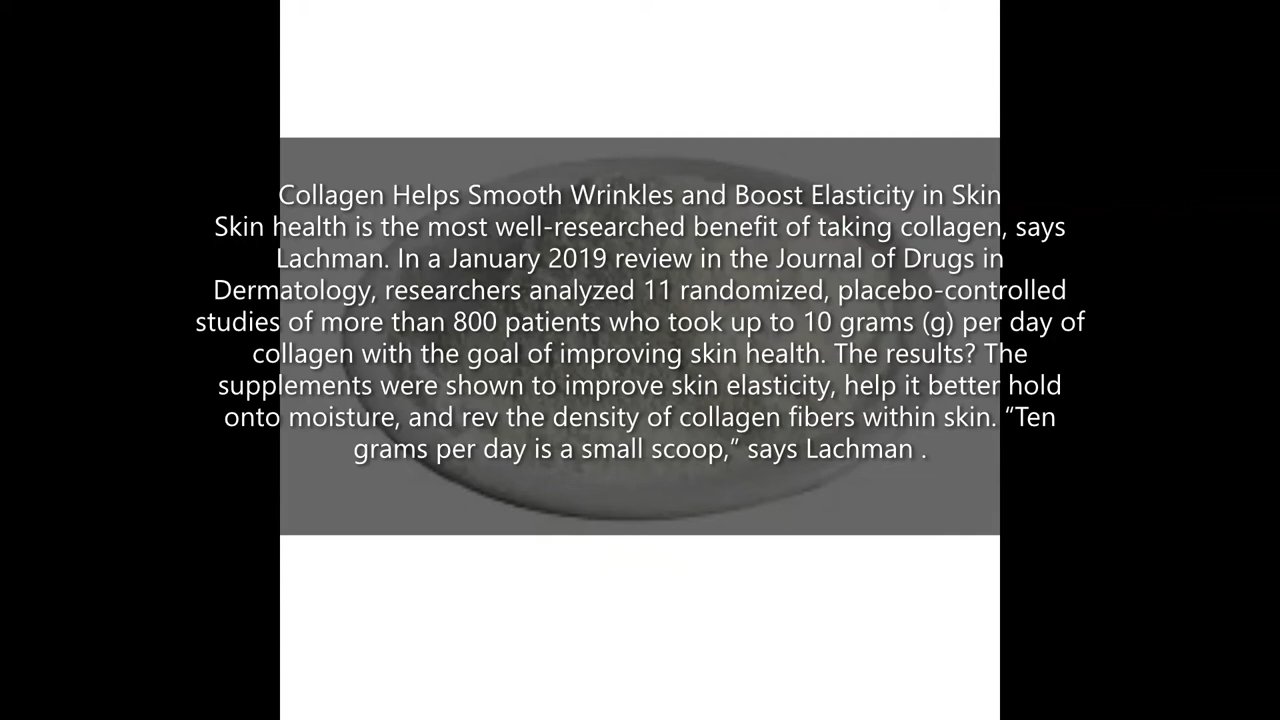 Collagen Helps Smooth Wrinkles and Boost Elasticity in Skin
Skin health is the most well-researched benefit of taking collagen, says
Lachman. In a January 2019 review in the Journal of Drugs in
Dermatology, researchers analyzed 11 randomized, placebo-controlled
studies of more than 800 patients who took up to 10 grams (g) per day of
collagen with the goal of improving skin health. The results? The
supplements were shown to improve skin elasticity, help it better hold
onto moisture, and rev the density of collagen fibers within skin. “Ten
grams per day is a small scoop,” says Lachman .